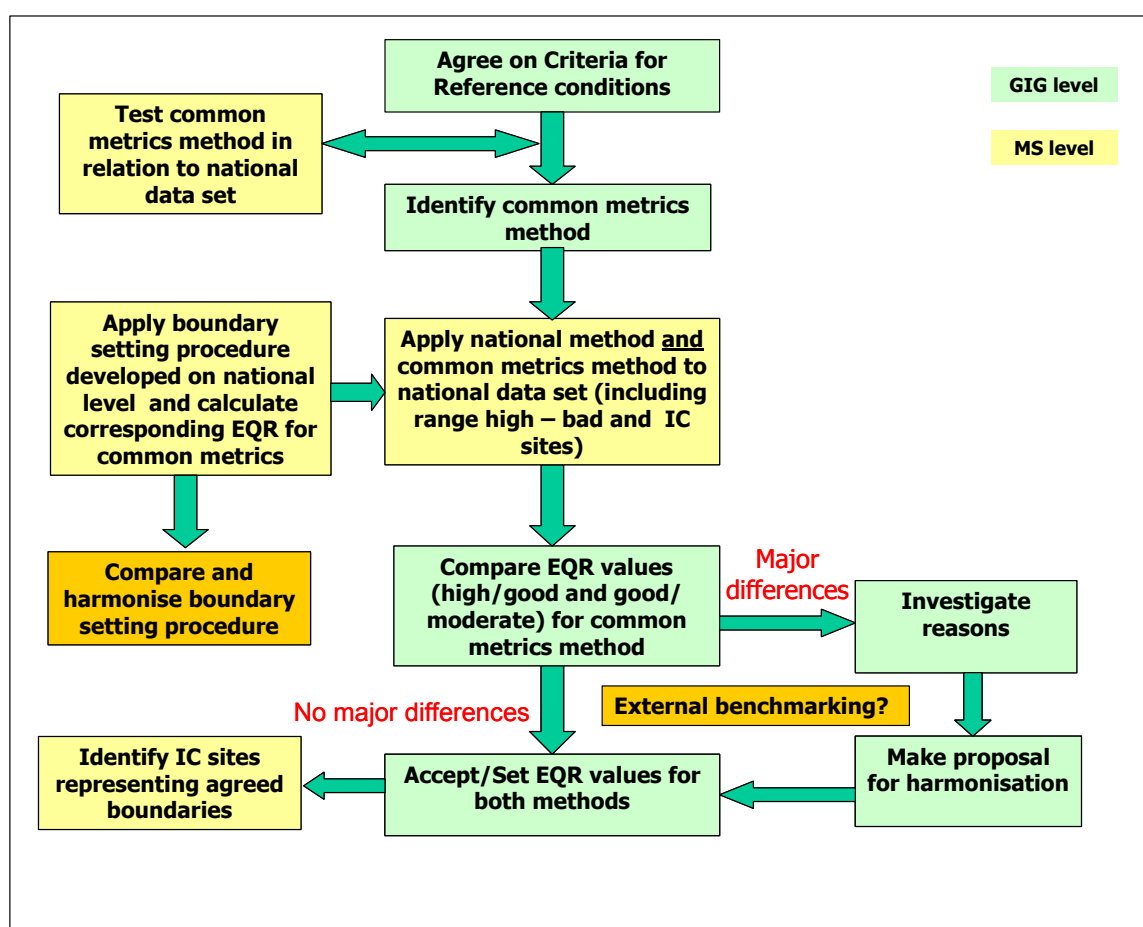 Agree on Criteria for
Reference conditions
GIG level
MS level
Test common
metrics method in
relation to national
data set
Identify common metrics
method
Apply boundary
setting procedure
developed on national
level and calculate
corresponding EQR for
common metrics
Apply national method and
common metrics method to
national data set (including
range high – bad and IC
sites)
Compare and
harmonise boundary
setting procedure
Compare EQR values
(high/good and good/
moderate) for common
metrics method
Major
differences
Investigate
reasons
No major differences
External benchmarking?
Make proposal
for harmonisation
Identify IC sites
representing agreed
boundaries
Accept/Set EQR values for
both methods